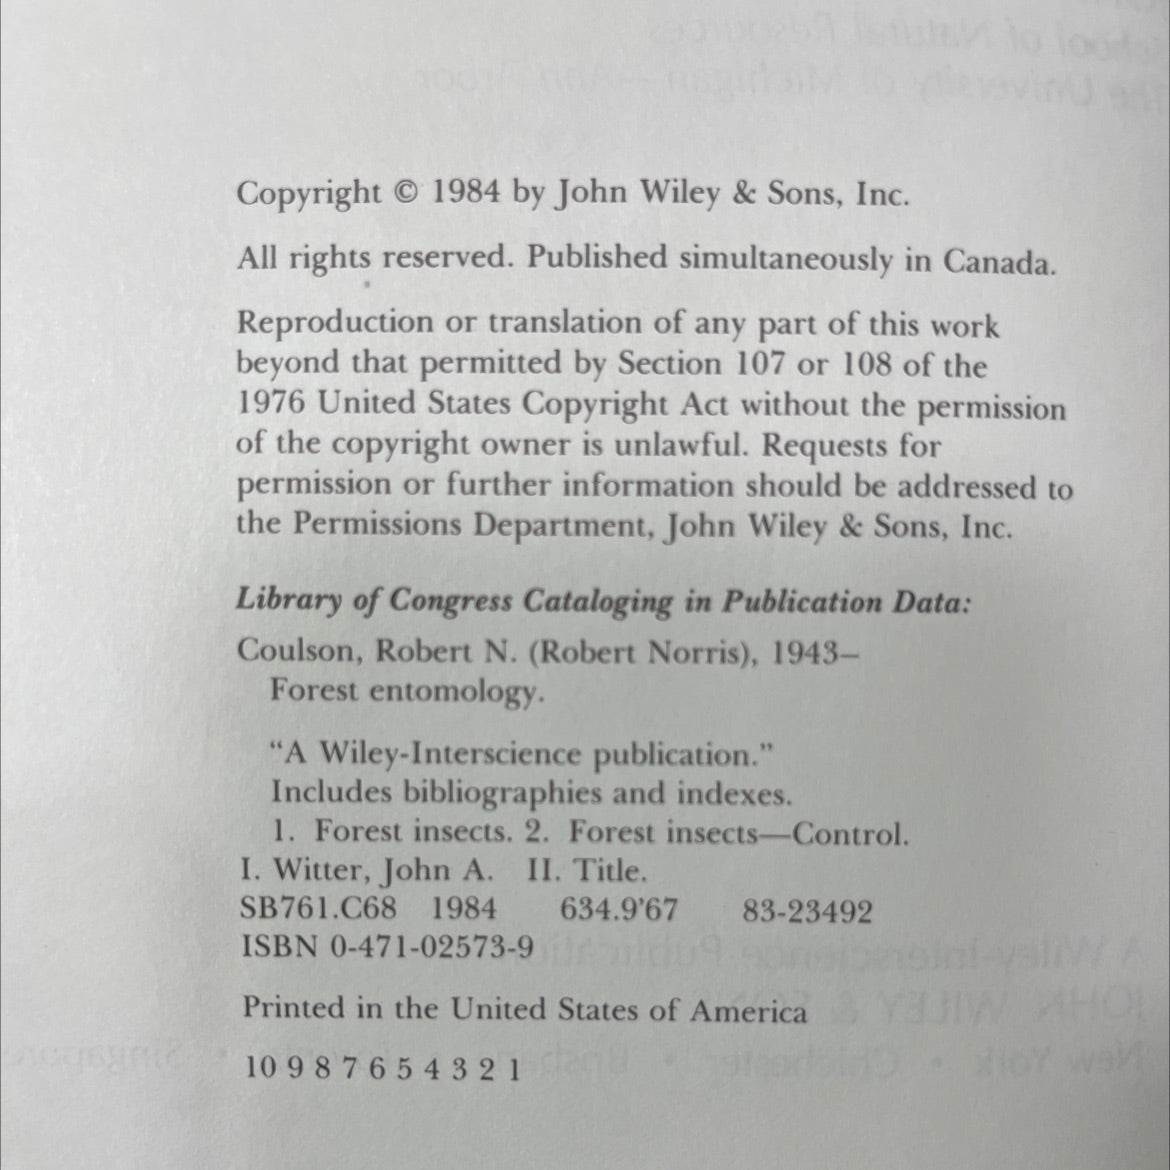 Copyright © 1984 by John Wiley & Sons, Inc.
All rights reserved. Published simultaneously in Canada.
Reproduction or translation of any part of this work
beyond that permitted by Section 107 or 108 of the
1976 United States Copyright Act without the permission
of the copyright owner is unlawful. Requests for
permission or further information should be addressed to
the Permissions Department, John Wiley & Sons, Inc.
Library of Congress Cataloging in Publication Data:
Coulson, Robert N. (Robert Norris), 1943–
Forest entomology.
“A Wiley-Interscience publication.”
Includes bibliographies and indexes.
1. Forest insects. 2. Forest insects—Control.
I. Witter, John A. II. Title.
SB761.C68 1984 634.9'67 83-23492
ISBN 0-471-02573-9
Printed in the United States of America
10 9 8 7 6 5 4 3 2 1